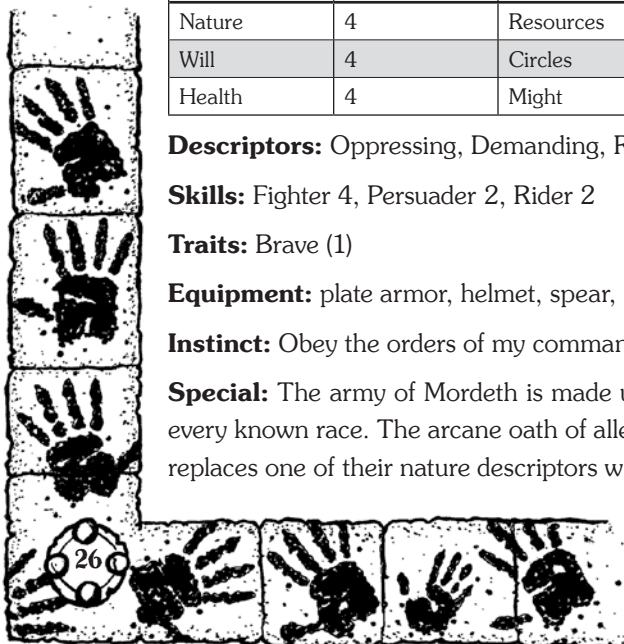 Nature 4 Resources
Will 4 Circles
Health 4 Might
Descriptors: Oppressing, Demanding,
Skills: Fighter 4, Persuader 2, Rider 2
Traits: Brave (1)
Equipment: plate armor, helmet, spear,
Instinct: Obey the orders of my
Special: The army of Mordeth is made
every known race. The arcane oath of
replaces one of their nature descriptors
26